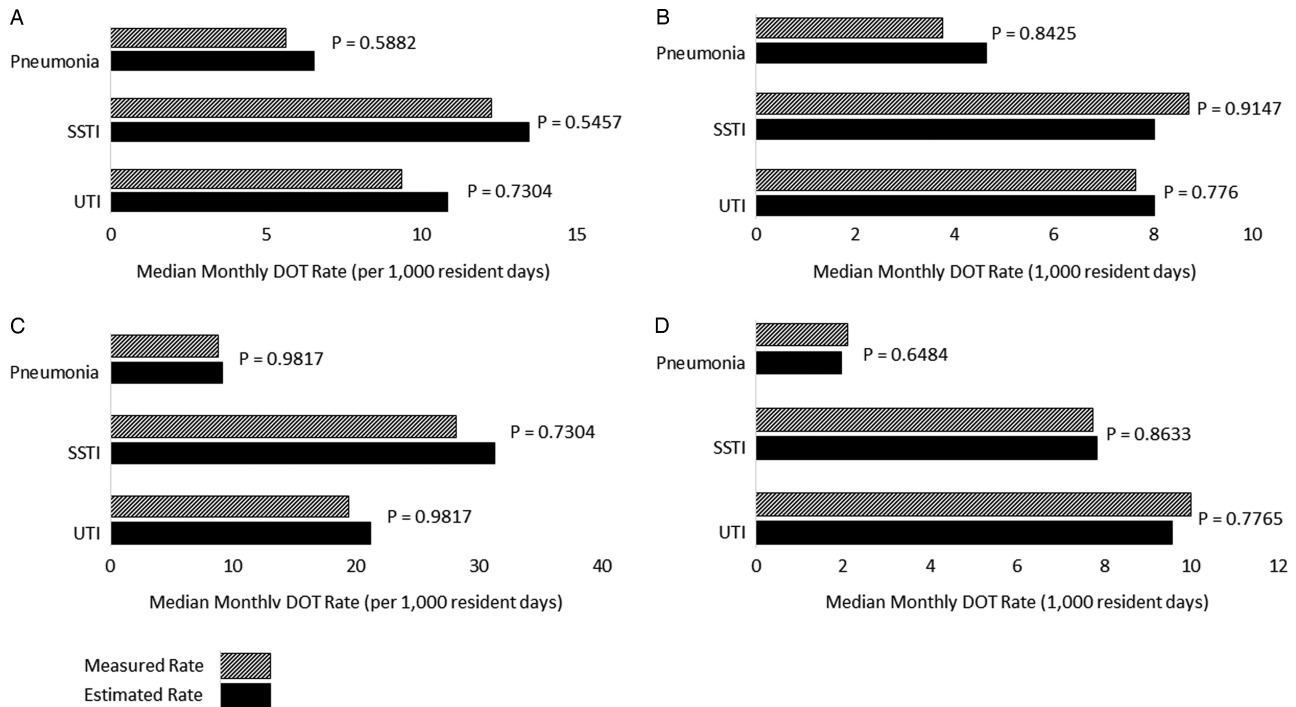 A
Pneumonia
P = 0.5882
SSTI
P = 0.5457
UTI
P = 0.7304
0 5 10 15
Median Monthly DOT Rate (per 1,000 resident days)
B
Pneumonia
P = 0.8425
SSTI
P = 0.9147
UTI
P = 0.776
0 2 4 6 8 10
Median Monthly DOT Rate (1,000 resident days)
C
Pneumonia
P = 0.9817
SSTI
P = 0.7304
UTI
P = 0.9817
0 10 20 30 40
Median Monthly DOT Rate (per 1,000 resident days)
D
Pneumonia
P = 0.6484
SSTI
P = 0.8633
UTI
P = 0.7765
0 2 4 6 8 10 12
Median Monthly DOT Rate (1,000 resident days)
Measured Rate
Estimated Rate